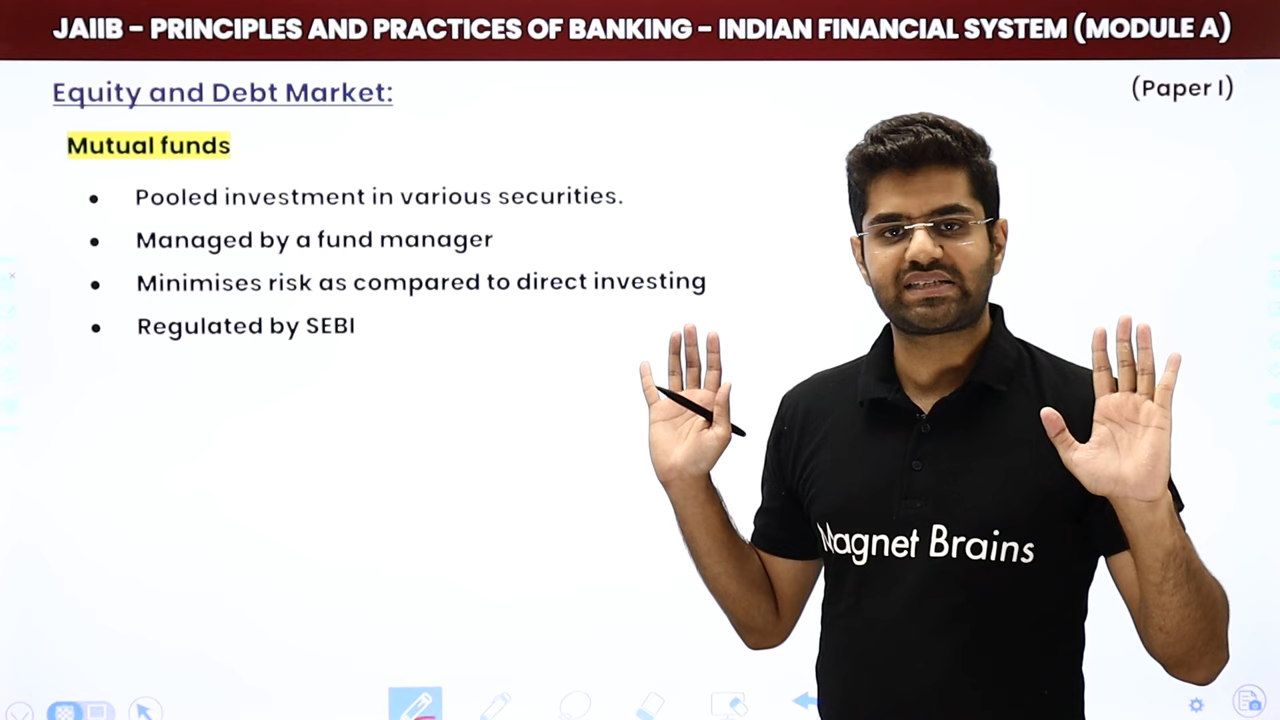 JAIIB – PRINCIPLES AND PRACTICES OF BANKING – INDIAN FINANCIAL SYSTEM (MODULE A)
Equity and Debt Market:
(Paper I)
Mutual funds
• Pooled investment in various securities.
• Managed by a fund manager
• Minimises risk as compared to direct investing
• Regulated by SEBI
Magnet Brains